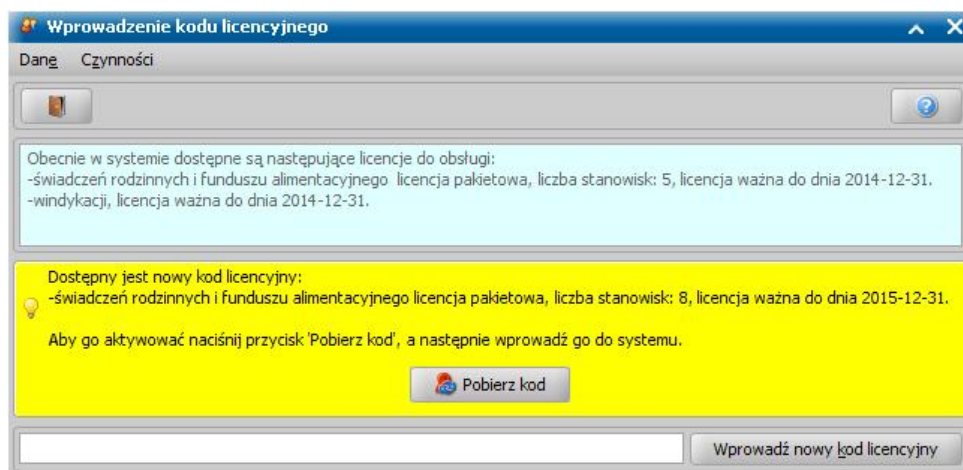 Wprowadzenie kodu licencyjnego
Dane Czynności
Obecnie w systemie dostępne są następujące licencje do obsługi:
-świadczeń rodzinnych i funduszu alimentacyjnego licencja pakietowa, liczba stanowisk: 5, licencja ważna do dnia 2014-12-31.
-windykacji, licencja ważna do dnia 2014-12-31.
Dostępny jest nowy kod licencyjny:
-świadczeń rodzinnych i funduszu alimentacyjnego licencja pakietowa, liczba stanowisk: 8, licencja ważna do dnia 2015-12-31.
Aby go aktywować naciśnij przycisk 'Pobierz kod', a następnie wprowadź go do systemu.
Pobierz kod
Wprowadź nowy kod licencyjny